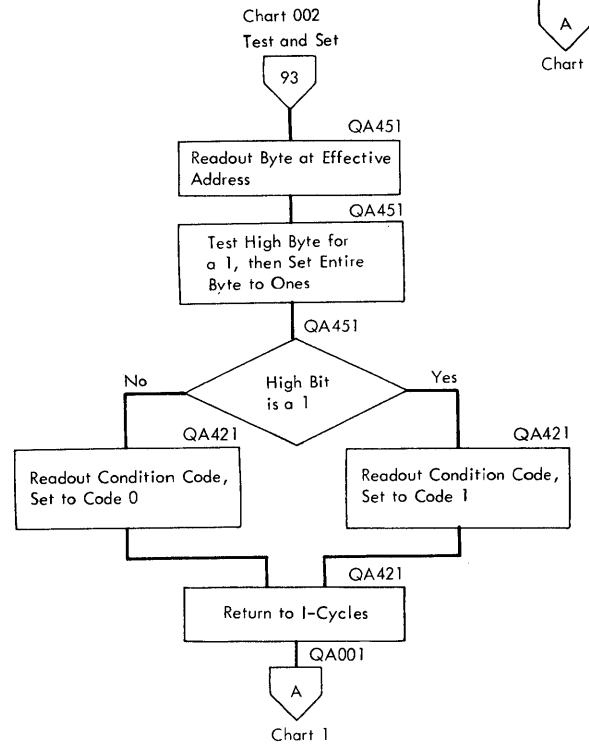 Chart 002
Test and Set
93
A
Chart
QA451
Readout Byte at Effective
Address
QA451
Test High Byte for
a 1, then Set Entire
Byte to Ones
QA451
High Bit
is a 1
No
Yes
QA421
Readout Condition Code,
Set to Code 0
QA421
Readout Condition Code,
Set to Code 1
QA421
Return to I-Cycles
QA001
A
Chart 1